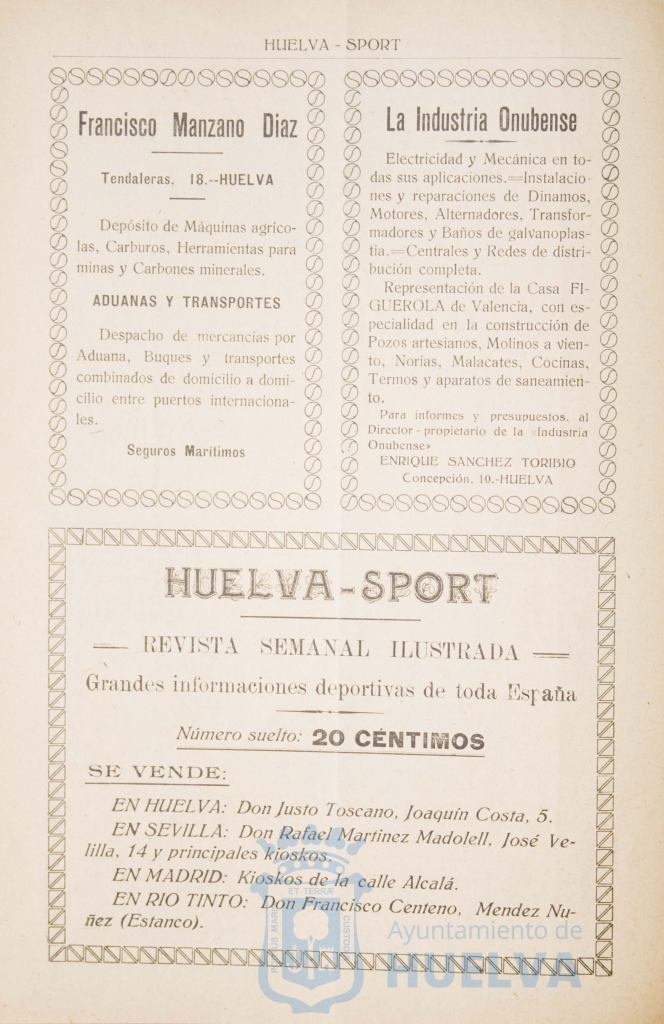 HUELVA - SPORT
Francisco Manzano Diaz
Tendaleras, 18.--HUELVA
Depósito de Máquinas agríco-
las, Carburos, Herramientas para
minas y Carbones minerales.
ADUANAS Y TRANSPORTES
Despacho de mercancías por
Aduana, Buques y transportes
combinados de domicilio a domi-
cilio entre puertos internaciona-
les.
Seguros Marítimos
La Industria Onubense
Electricidad y Mecánica en to-
das sus aplicaciones.=Instalacio-
nes y reparaciones de Dinamos,
Motores, Alternadores, Transfor-
madores y Baños de galvanoplas-
tia.=Centrales y Redes de distri-
bución completa.
Representación de la Casa FI-
GUEROLA de Valencia, con es-
pecialidad en la construcción de
Pozos artesianos, Molinos a vien-
to, Norias, Malacates, Cocinas,
Termos y aparatos de saneamien-
to.
Para informes y presupuestos, al
Director-propietario de la «Industria
Onubense»
ENRIQUE SANCHEZ TORIBIO
Concepción, 10.-HUELVA
HUELVA-SPORT
REVISTA SEMANAL ILUSTRADA
Grandes informaciones deportivas de toda España
Número suelto: 20 CÉNTIMOS
SE VENDE:
EN HUELVA: Don Justo Toscano, Joaquín Costa, 5.
EN SEVILLA: Don Rafael Martinez Madolell, José Ve-
lilla, 14 y principales kioskos.
EN MADRID: Kioskos de la calle Alcalá.
EN RIO TINTO: Don Francisco Centeno, Mendez Nu-
ñez (Estanco).
PORTUS MARIS ET TERRÆ CUSTODIA
Ayuntamiento de
HUELVA